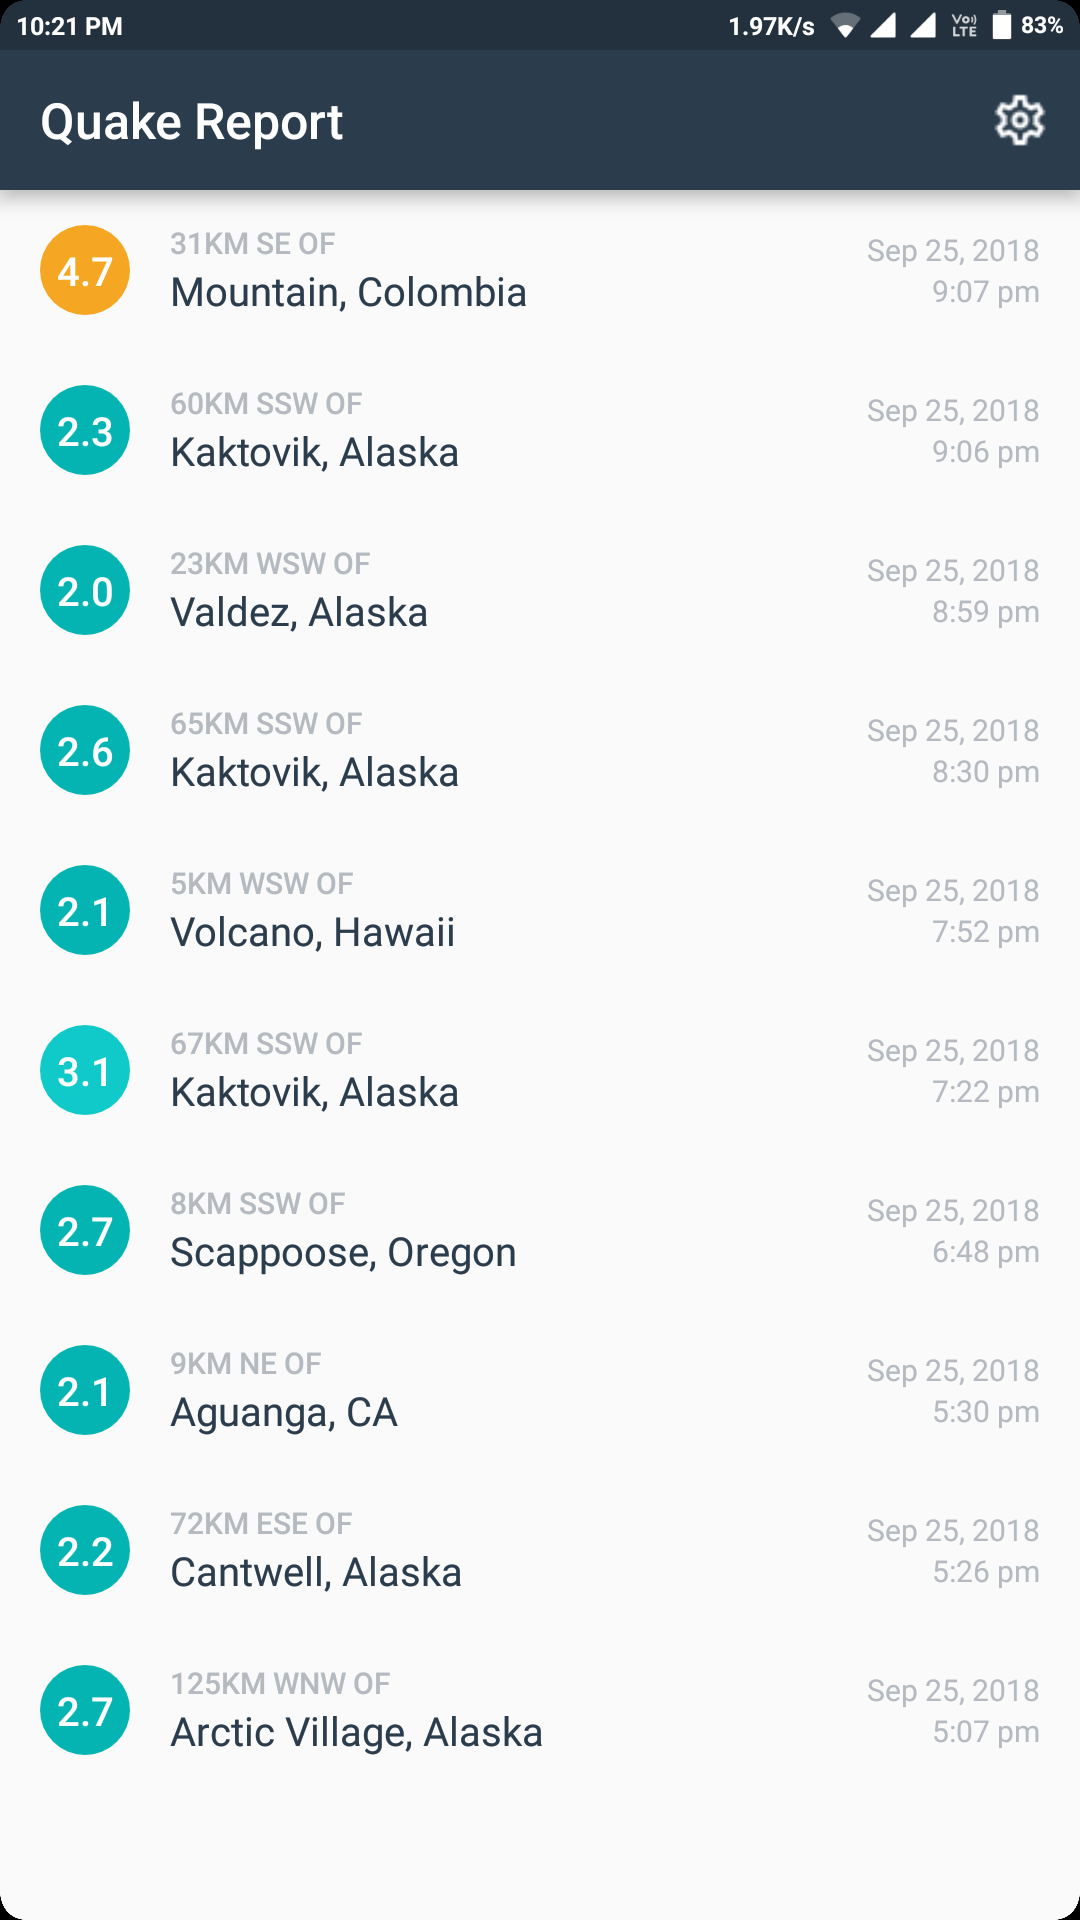 10:21 PM 1.97K/s Vo) LTE 83%
Quake Report
4.7 31KM SE OF Sep 25, 2018
Mountain, Colombia 9:07 pm
2.3 60KM SSW OF Sep 25, 2018
Kaktovik, Alaska 9:06 pm
2.0 23KM WSW OF Sep 25, 2018
Valdez, Alaska 8:59 pm
2.6 65KM SSW OF Sep 25, 2018
Kaktovik, Alaska 8:30 pm
2.1 5KM WSW OF Sep 25, 2018
Volcano, Hawaii 7:52 pm
3.1 67KM SSW OF Sep 25, 2018
Kaktovik, Alaska 7:22 pm
2.7 8KM SSW OF Sep 25, 2018
Scappoose, Oregon 6:48 pm
2.1 9KM NE OF Sep 25, 2018
Aguanga, CA 5:30 pm
2.2 72KM ESE OF Sep 25, 2018
Cantwell, Alaska 5:26 pm
2.7 125KM WNW OF Sep 25, 2018
Arctic Village, Alaska 5:07 pm